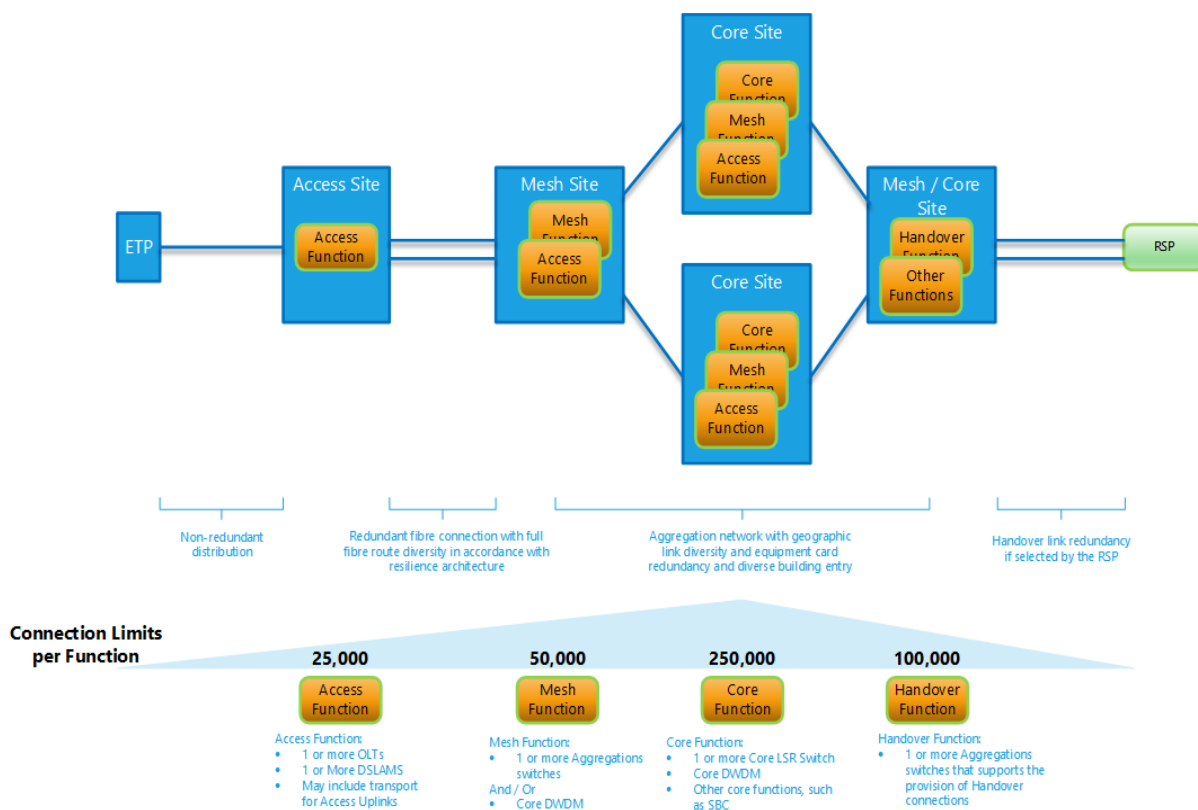 Core Site
Core
Function
Mesh
Function
Access
Function
Access Site
Mesh Site
Mesh / Core
Site
ETP
Access
Function
Mesh
Function
Access
Function
Handover
Function
Other
Functions
RSP
Core Site
Core
Function
Mesh
Function
Access
Function
Non-redundant
distribution
Redundant fibre connection with full
fibre route diversity in accordance with
resilience architecture
Aggregation network with geographic
link diversity and equipment card
redundancy and diverse building entry
Handover link redundancy
if selected by the RSP
Connection Limits
per Function
25,000
50,000
250,000
100,000
Access
Function
Mesh
Function
Core
Function
Handover
Function
Access Function:
• 1 or more OLTs
• 1 or More DSLAMS
• May include transport
for Access Uplinks
Mesh Function:
• 1 or more Aggregations
switches
And / Or
• Core DWDM
Core Function:
• 1 or more Core LSR Switch
• Core DWDM
• Other core functions, such
as SBC
Handover Function:
• 1 or more Aggregations
switches that supports the
provision of Handover
connections